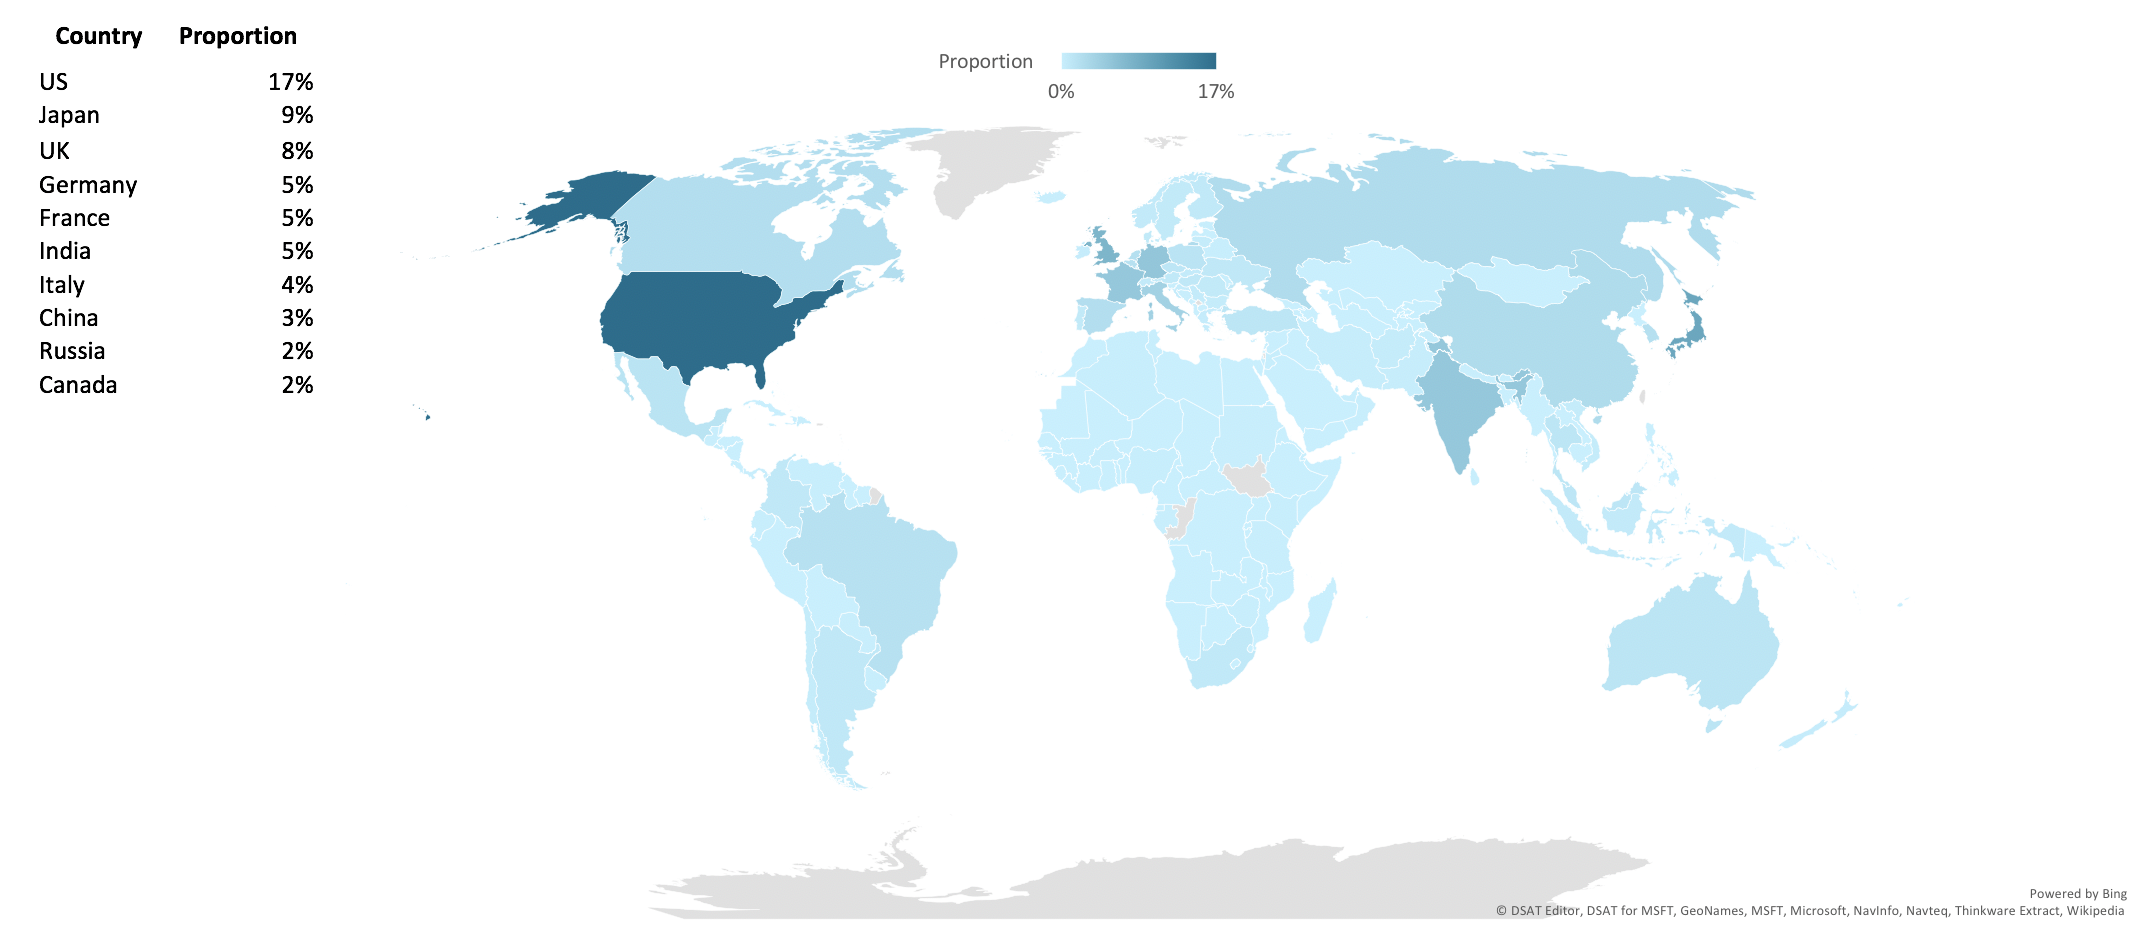 Country Proportion
US 17%
Japan 9%
UK 8%
Germany 5%
France 5%
India 5%
Italy 4%
China 3%
Russia 2%
Canada 2%
Proportion
0% 17%
Powered by Bing
© DSAT Editor, DSAT for MSFT, GeoNames, MSFT, Microsoft, NavInfo, Navteq, Thinkware Extract, Wikipedia